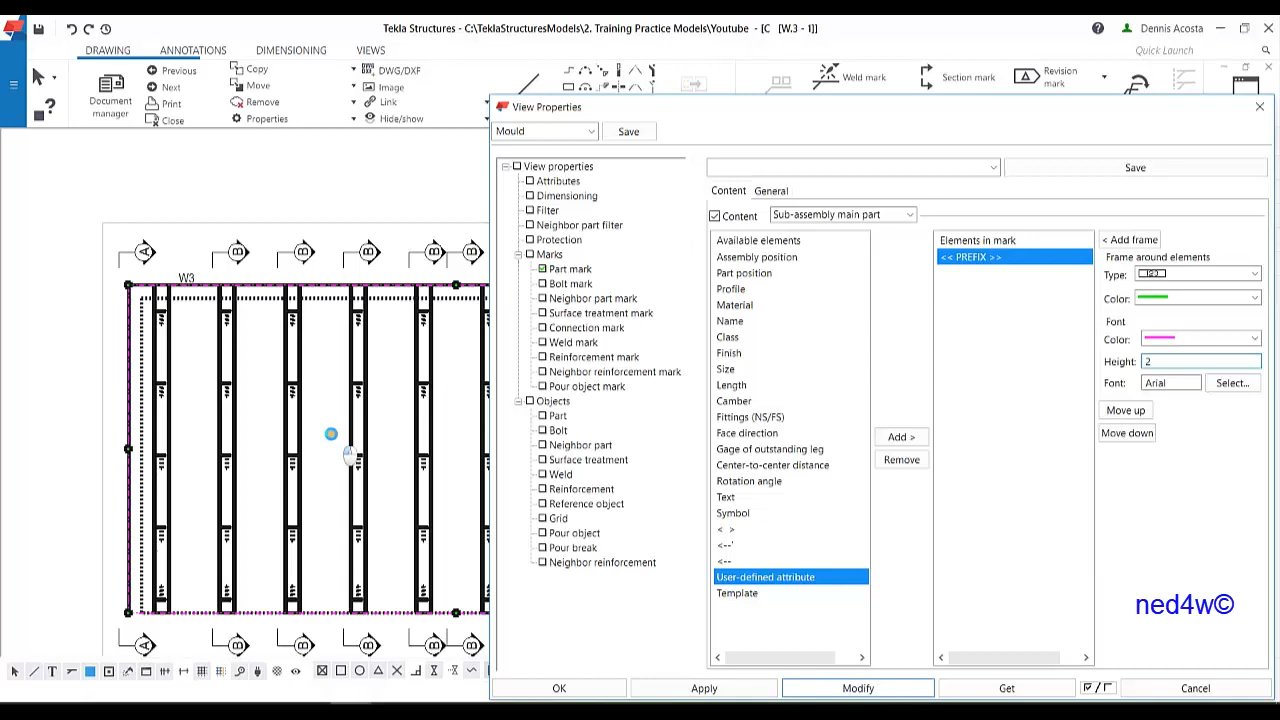 Tekla Structures - C:\TeklaStructuresModels\2. Training Practice Models\Youtube - [C [W.3 - 1]]
Dennis Acosta
DRAWING ANNOTATIONS DIMENSIONING VIEWS
Quick Launch
Document manager
Previous
Next
Print
Close
Copy
Move
Remove
Properties
DWG/DXF
Image
Link
Hide/show
Weld mark
Section mark
Revision mark
View Properties
Mould
Save
View properties
Attributes
Dimensioning
Filter
Neighbor part filter
Protection
Marks
Part mark
Bolt mark
Neighbor part mark
Surface treatment mark
Connection mark
Weld mark
Reinforcement mark
Neighbor reinforcement mark
Pour object mark
Objects
Part
Bolt
Neighbor part
Surface treatment
Weld
Reinforcement
Reference object
Grid
Pour object
Pour break
Neighbor reinforcement
Save
Content General
Content Sub-assembly main part
Available elements
Assembly position
Part position
Profile
Material
Name
Class
Finish
Size
Length
Camber
Fittings (NS/FS)
Face direction
Gage of outstanding leg
Center-to-center distance
Rotation angle
Text
Symbol
< >
<--'
<--
User-defined attribute
Template
Add >
Remove
Elements in mark
<< PREFIX >>
< Add frame
Frame around elements
Type:
Color:
Font
Color:
Height: 2
Font: Arial Select...
Move up
Move down
A B B B B B
W3
A B B B B B
ned4w©
OK Apply Modify Get Cancel